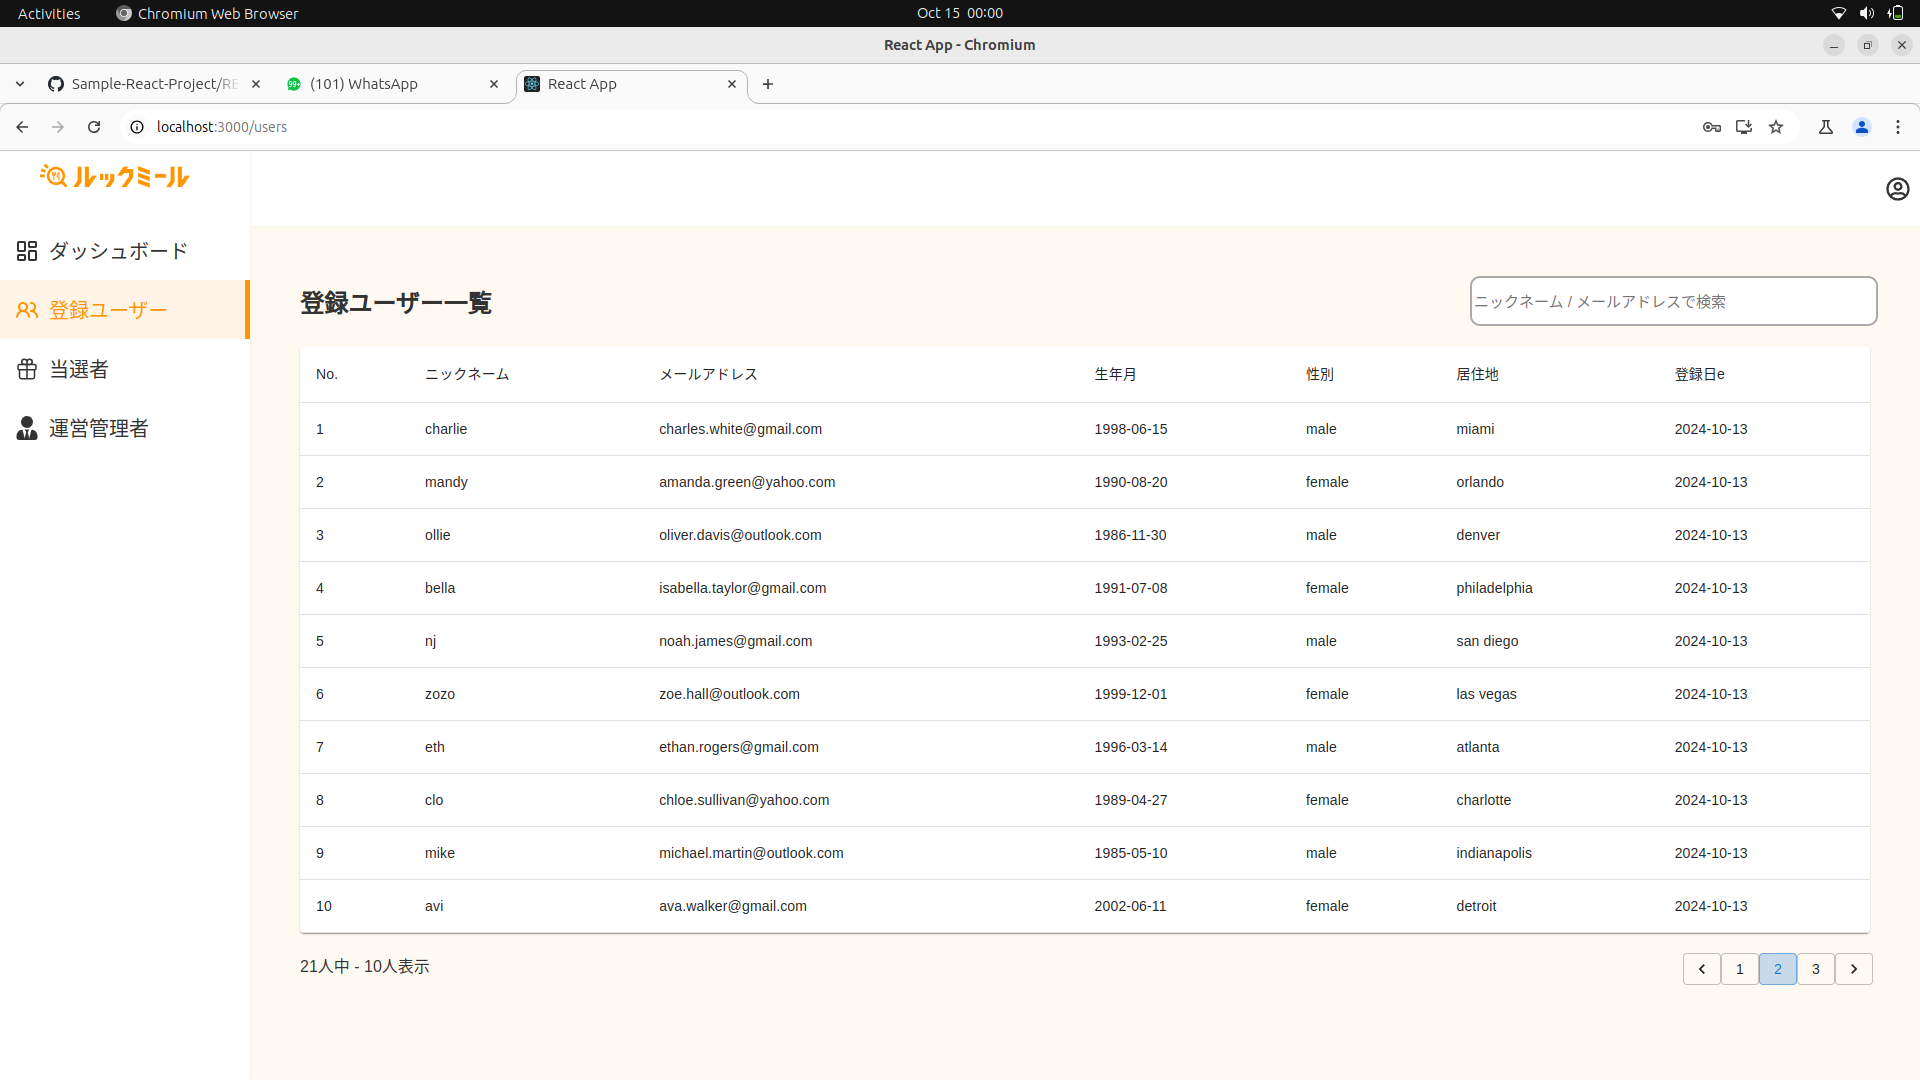 Activities Chromium Web Browser Oct 15 00:00
React App - Chromium
Sample-React-Project/RE (101) WhatsApp React App
localhost:3000/users
ルックミール
ダッシュボード
登録ユーザー
当選者
運営管理者
登録ユーザー一覧 ニックネーム / メールアドレスで検索
No. ニックネーム メールアドレス 生年月 性別 居住地 登録日e
1 charlie charles.white@gmail.com 1998-06-15 male miami 2024-10-13
2 mandy amanda.green@yahoo.com 1990-08-20 female orlando 2024-10-13
3 ollie oliver.davis@outlook.com 1986-11-30 male denver 2024-10-13
4 bella isabella.taylor@gmail.com 1991-07-08 female philadelphia 2024-10-13
5 nj noah.james@gmail.com 1993-02-25 male san diego 2024-10-13
6 zozo zoe.hall@outlook.com 1999-12-01 female las vegas 2024-10-13
7 eth ethan.rogers@gmail.com 1996-03-14 male atlanta 2024-10-13
8 clo chloe.sullivan@yahoo.com 1989-04-27 female charlotte 2024-10-13
9 mike michael.martin@outlook.com 1985-05-10 male indianapolis 2024-10-13
10 avi ava.walker@gmail.com 2002-06-11 female detroit 2024-10-13
21人中 - 10人表示 1 2 3